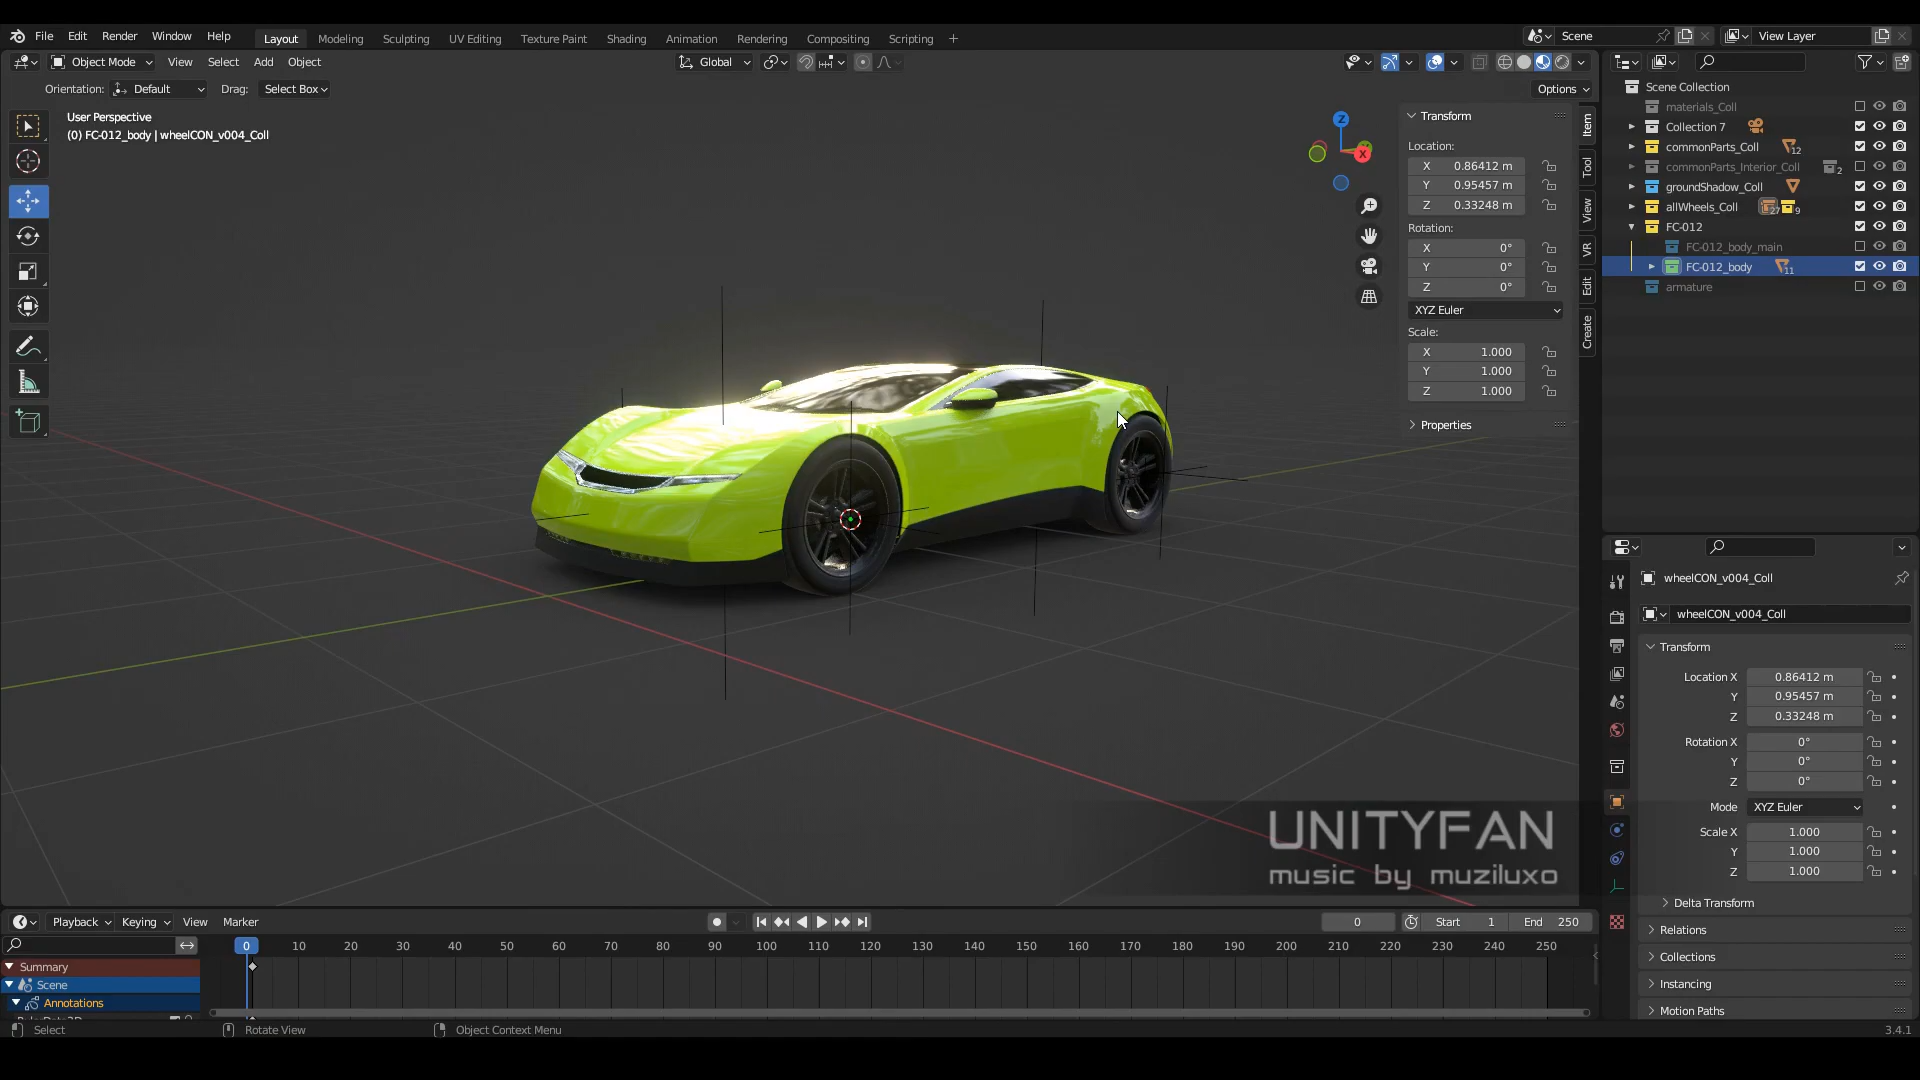 File Edit Render Window Help Layout Modeling Sculpting UV Editing Texture Paint Shading Animation Rendering Compositing Scripting + Scene View Layer
Object Mode View Select Add Object Global
Orientation: Default Drag: Select Box Options
User Perspective
(0) FC-012_body | wheelCON_v004_Coll
Transform
Location:
X 0.86412 m
Y 0.95457 m
Z 0.33248 m
Rotation:
X 0°
Y 0°
Z 0°
XYZ Euler
Scale:
X 1.000
Y 1.000
Z 1.000
Properties
Item
Tool
View
VR
Edit
Create
Z
X
Scene Collection
materials_Coll
Collection 7
commonParts_Coll 12
commonParts_Interior_Coll 2
groundShadow_Coll
allWheels_Coll 27 9
FC-012
FC-012_body_main
FC-012_body 11
armature
wheelCON_v004_Coll
wheelCON_v004_Coll
Transform
Location X 0.86412 m
Y 0.95457 m
Z 0.33248 m
Rotation X 0°
Y 0°
Z 0°
Mode XYZ Euler
Scale X 1.000
Y 1.000
Z 1.000
Delta Transform
Relations
Collections
Instancing
Motion Paths
UNITYFAN
music by muziluxo
Playback Keying View Marker 0 Start 1 End 250
0 10 20 30 40 50 60 70 80 90 100 110 120 130 140 150 160 170 180 190 200 210 220 230 240 250
Summary
Scene
Annotations
Select Rotate View Object Context Menu 3.4.1